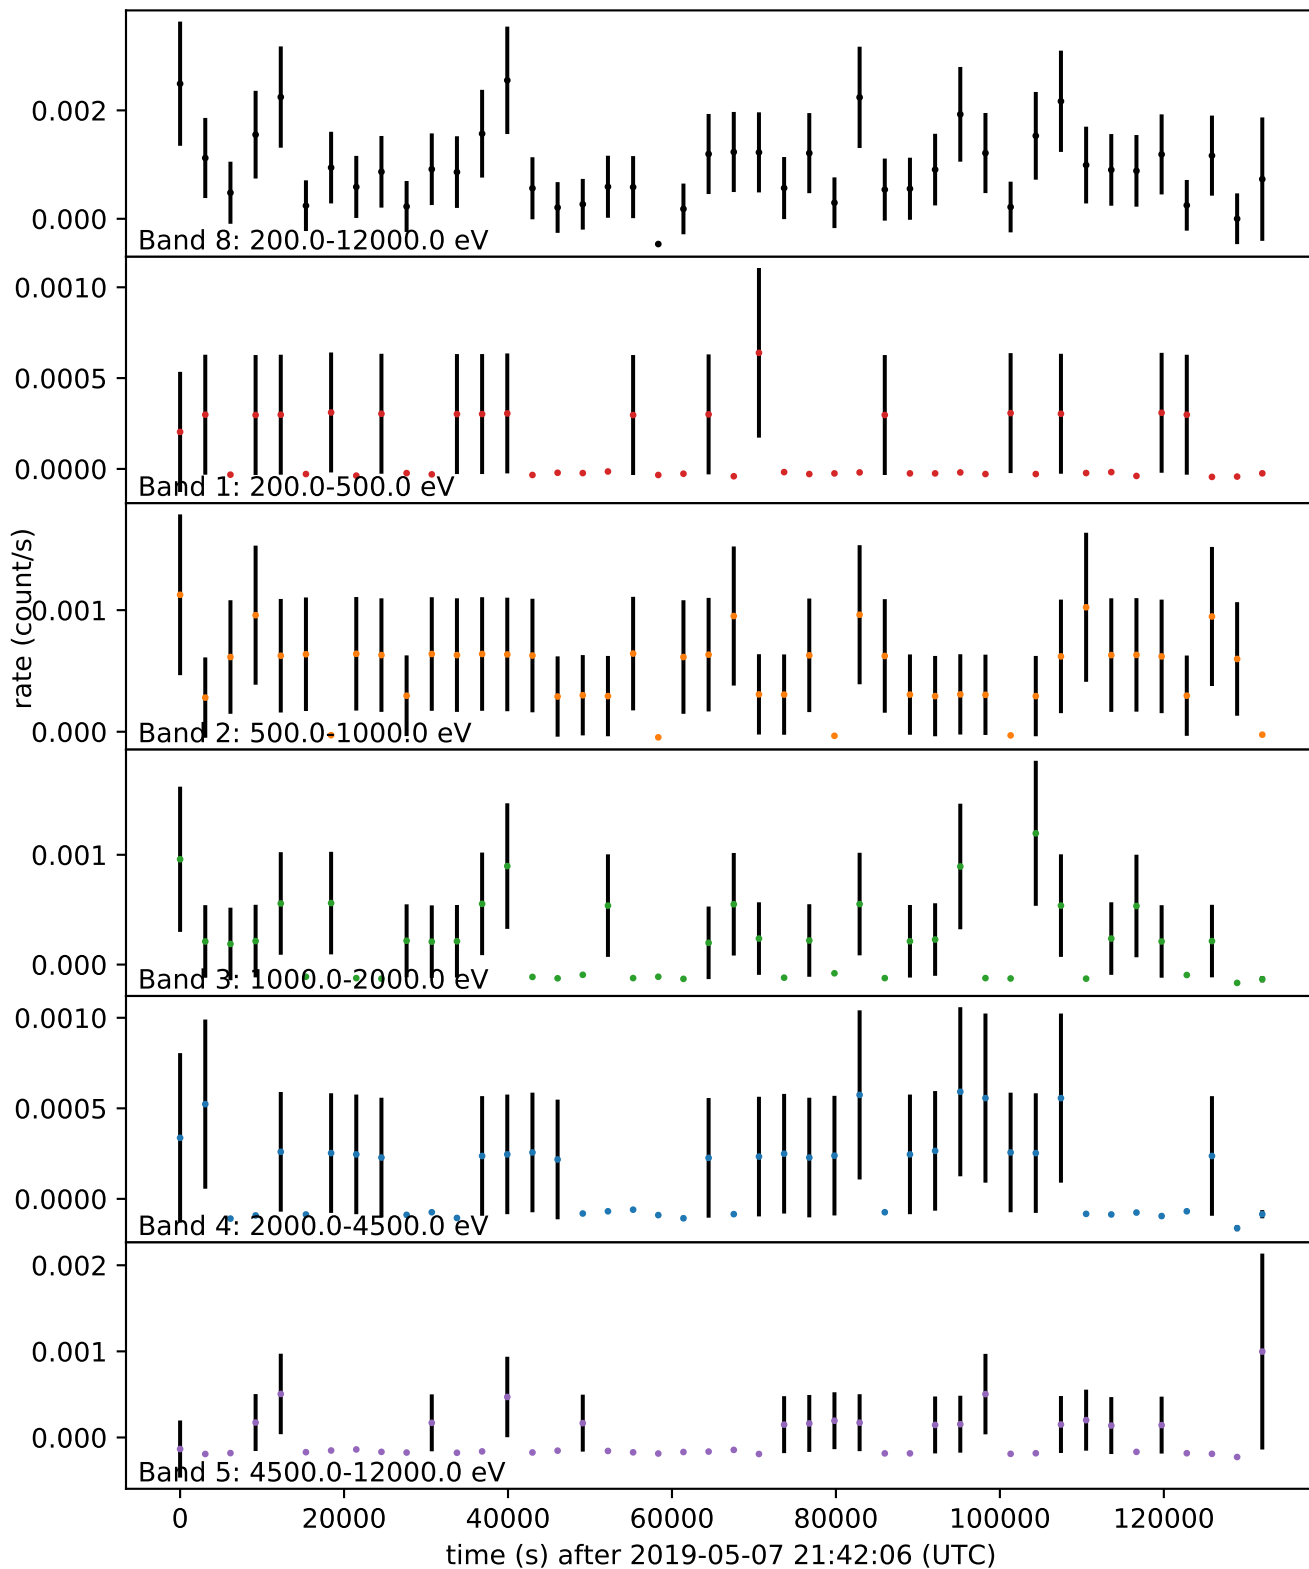 0.002
0.000
Band 8: 200.0-12000.0 eV
0.0010
0.0005
0.0000
Band 1: 200.0-500.0 eV
rate (count/s)
0.001
0.000
Band 2: 500.0-1000.0 eV
0.001
0.000
Band 3: 1000.0-2000.0 eV
0.0010
0.0005
0.0000
Band 4: 2000.0-4500.0 eV
0.002
0.001
0.000
Band 5: 4500.0-12000.0 eV
0 20000 40000 60000 80000 100000 120000
time (s) after 2019-05-07 21:42:06 (UTC)